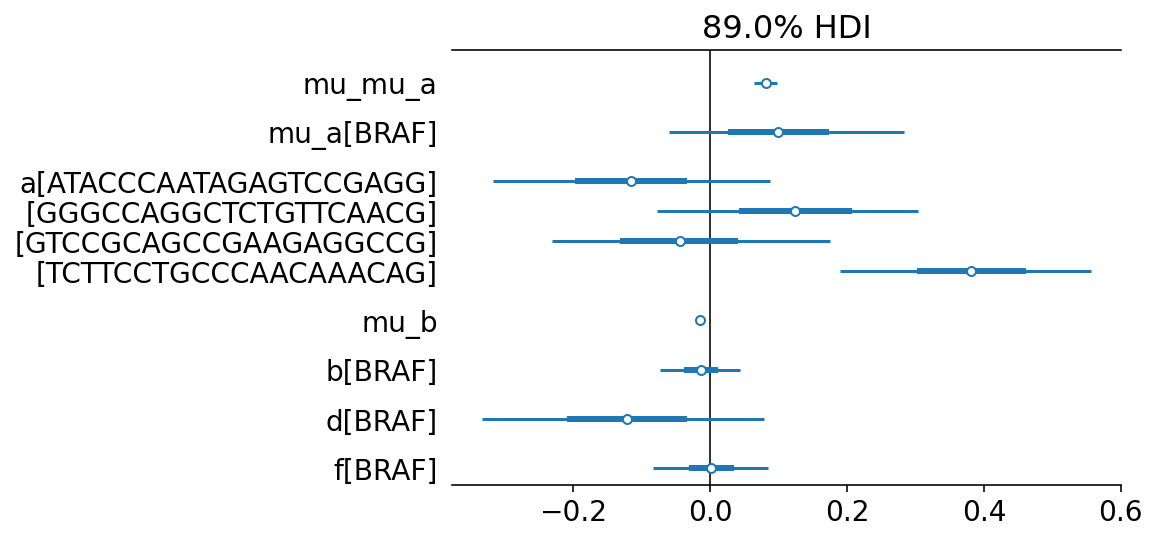 89.0% HDI
mu_mu_a
mu_a[BRAF]
a[ATACCCAATAGAGTCCGAGG]
[GGGCCAGGCTCTGTTCAACG]
[GTCCGCAGCCGAAGAGGCCG]
[TCTTCCTGCCCAACAAACAG]
mu_b
b[BRAF]
d[BRAF]
f[BRAF]
−0.2 0.0 0.2 0.4 0.6